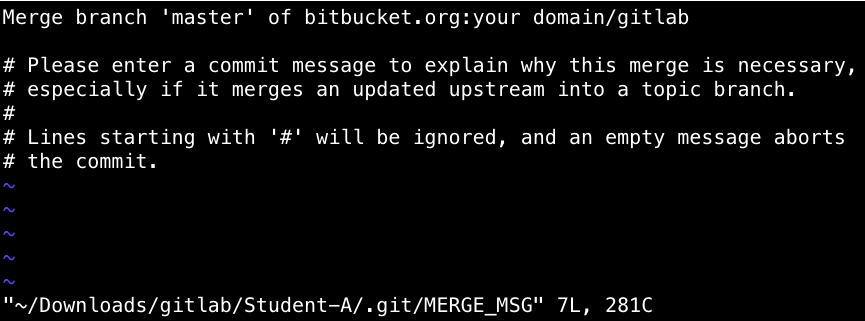 Merge branch 'master' of bitbucket.org:your domain/gitlab
# Please enter a commit message to explain why this merge is necessary,
# especially if it merges an updated upstream into a topic branch.
#
# Lines starting with '#' will be ignored, and an empty message aborts
# the commit.
~
~
~
~
~
"~/Downloads/gitlab/Student-A/.git/MERGE_MSG" 7L, 281C